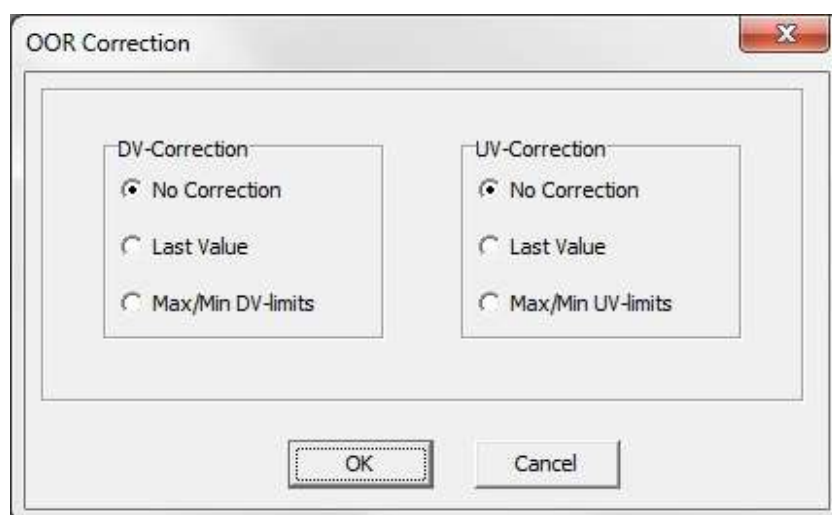 OOR Correction
DV-Correction
No Correction
Last Value
Max/Min DV-limits
UV-Correction
No Correction
Last Value
Max/Min UV-limits
OK
Cancel